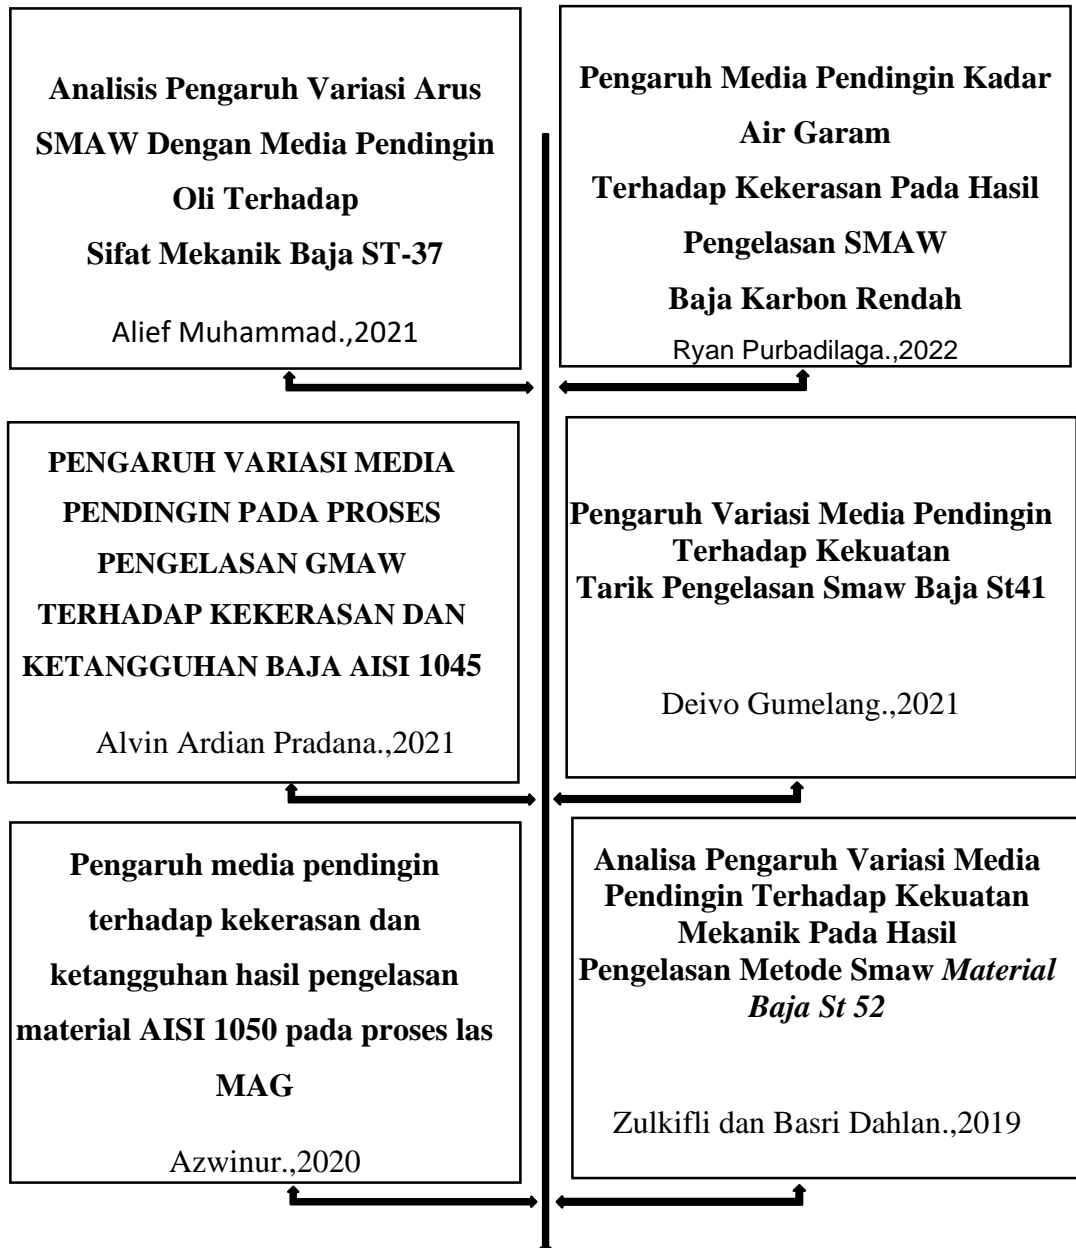 Analisis Pengaruh Variasi Arus
SMAW Dengan Media Pendingin
Oli Terhadap
Sifat Mekanik Baja ST-37
Alief Muhammad.,2021
Pengaruh Media Pendingin Kadar
Air Garam
Terhadap Kekerasan Pada Hasil
Pengelasan SMAW
Baja Karbon Rendah
Ryan Purbadilaga.,2022
PENGARUH VARIASI MEDIA
PENDINGIN PADA PROSES
PENGELASAN GMAW
TERHADAP KEKERASAN DAN
KETANGGUHAN BAJA AISI 1045
Alvin Ardian Pradana.,2021
Pengaruh Variasi Media Pendingin
Terhadap Kekuatan
Tarik Pengelasan Smaw Baja St41
Deivo Gumelang.,2021
Pengaruh media pendingin
terhadap kekerasan dan
ketangguhan hasil pengelasan
material AISI 1050 pada proses las
MAG
Azwinur.,2020
Analisa Pengaruh Variasi Media
Pendingin Terhadap Kekuatan
Mekanik Pada Hasil
Pengelasan Metode Smaw Material
Baja St 52
Zulkifli dan Basri Dahlan.,2019